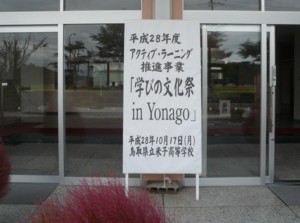 平成28年度
アクティブ・ラーニング
推進事業
「学びの文化祭
in Yonago」
平成28年10月17日(月)
鳥取県立米子高等学校